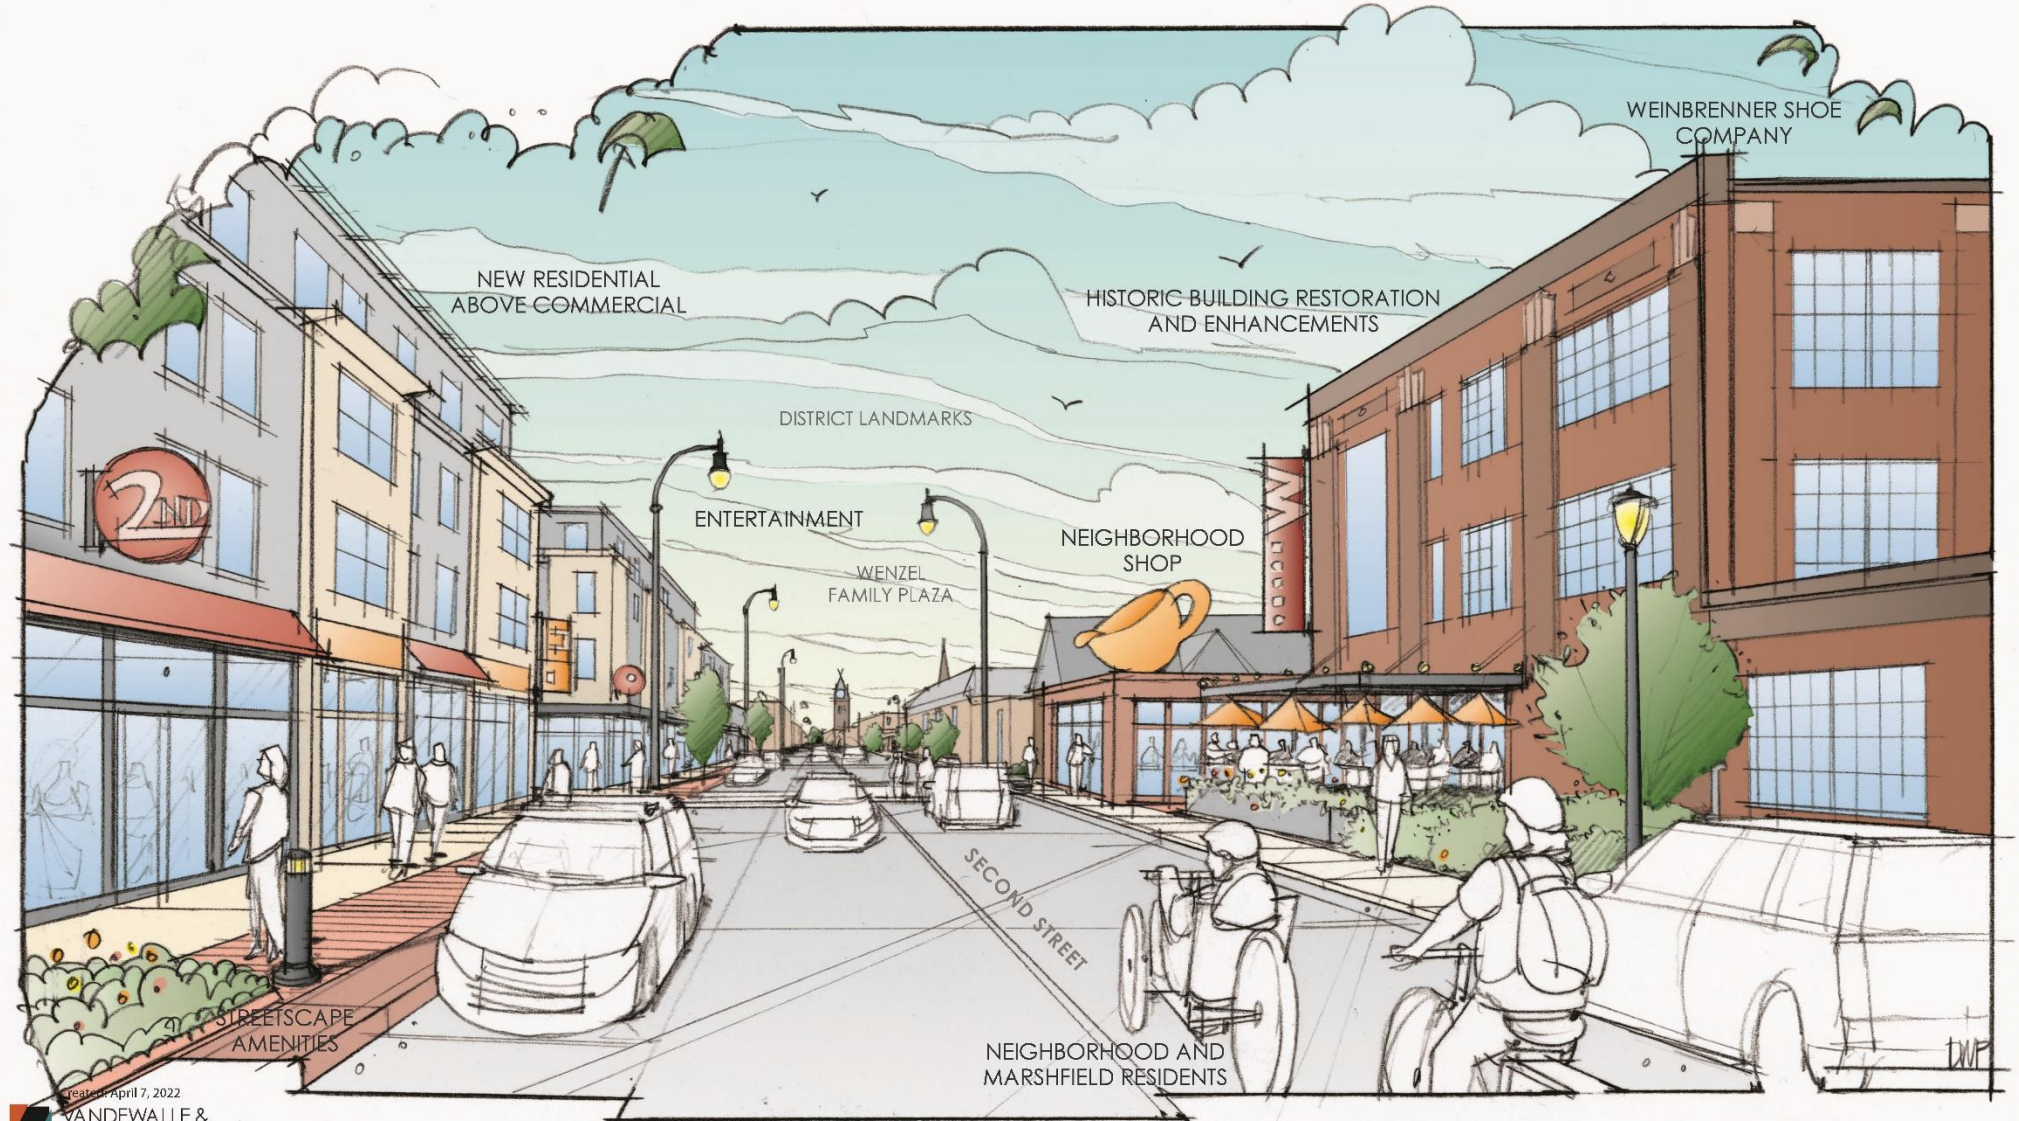 WEINBRENNER SHOE
COMPANY
NEW RESIDENTIAL
ABOVE COMMERCIAL
HISTORIC BUILDING RESTORATION
AND ENHANCEMENTS
DISTRICT LANDMARKS
2ND
W
ENTERTAINMENT
NEIGHBORHOOD
SHOP
WENZEL
FAMILY PLAZA
SECOND STREET
STREETSCAPE
AMENITIES
NEIGHBORHOOD AND
MARSHFIELD RESIDENTS
DWP
April 7, 2022
VANDEWALLE &